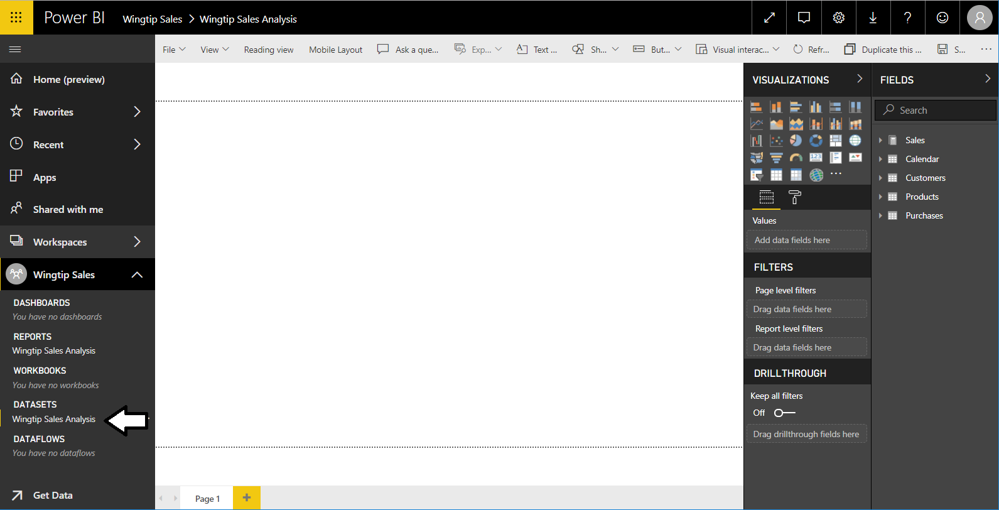 Power BI
Wingtip Sales > Wingtip Sales Analysis
?
File
View
Reading view
Mobile Layout
Ask a que...
Exp...
Text ...
Sh...
But...
Visual interac...
Refr...
Duplicate this ...
S...
...
Home (preview)
Favorites
Recent
Apps
Shared with me
Workspaces
Wingtip Sales
DASHBOARDS
You have no dashboards
REPORTS
Wingtip Sales Analysis
WORKBOOKS
You have no workbooks
DATASETS
Wingtip Sales Analysis
DATAFLOWS
You have no dataflows
Get Data
Page 1
+
VISUALIZATIONS
123
...
Values
Add data fields here
FILTERS
Page level filters
Drag data fields here
Report level filters
Drag data fields here
DRILLTHROUGH
Keep all filters
Off
Drag drillthrough fields here
FIELDS
Search
Sales
Calendar
Customers
Products
Purchases